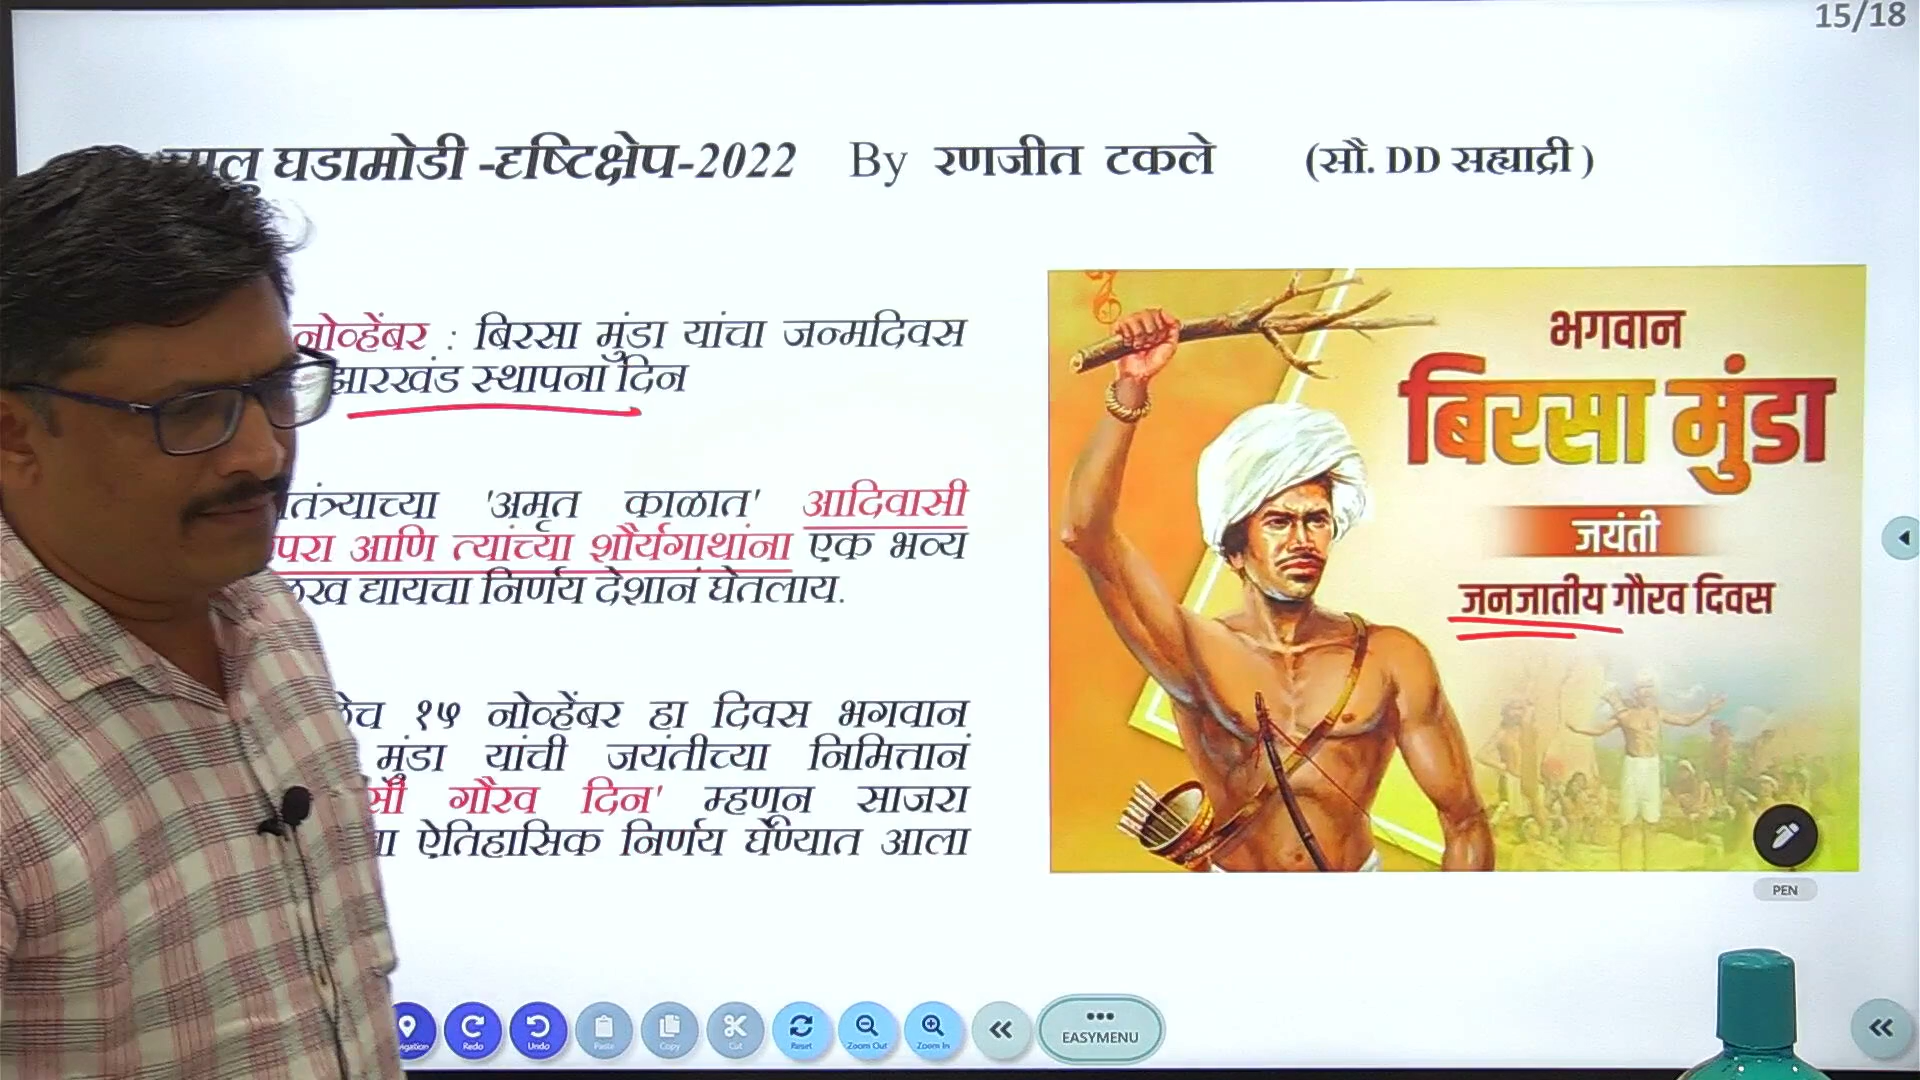 15/18
घडामोडी -दृष्टिक्षेप-2022 By रणजीत टकले (सौ. DD सह्याद्री )
नोव्हेंबर : बिरसा मुंडा यांचा जन्मदिवस
झारखंड स्थापना दिन
'अमृत काळात' आदिवासी
आणि त्यांच्या शौर्यगाथांना एक भव्य
द्यायचा निर्णय देशानं घेतलाय.
१५ नोव्हेंबर हा दिवस भगवान
मुंडा यांची जयंतीच्या निमित्तानं
गौरव दिन' म्हणून साजरा
ऐतिहासिक निर्णय घेण्यात आला
भगवान
बिरसा मुंडा
जयंती
जनजातीय गौरव दिवस
PEN
Redo Undo Paste Copy Cut Reset Zoom Out Zoom In EASYMENU